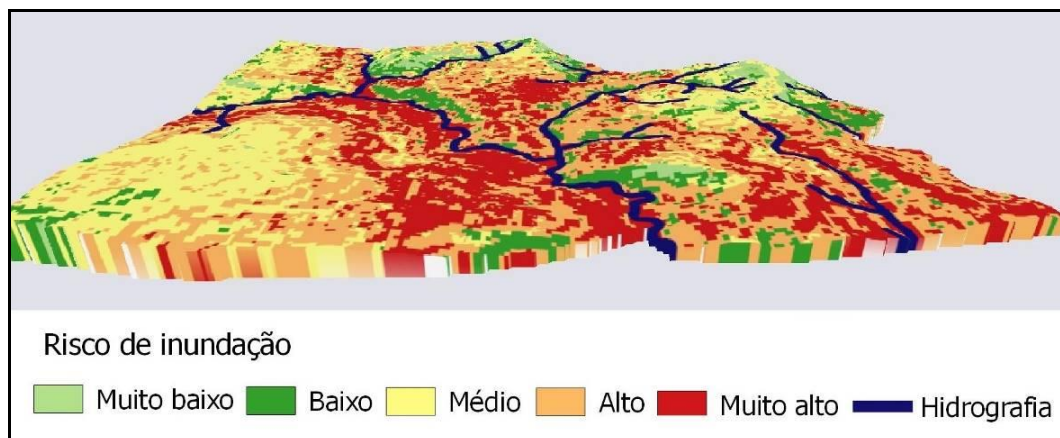 Risco de inundação
Muito baixo Baixo Médio Alto Muito alto Hidrografia